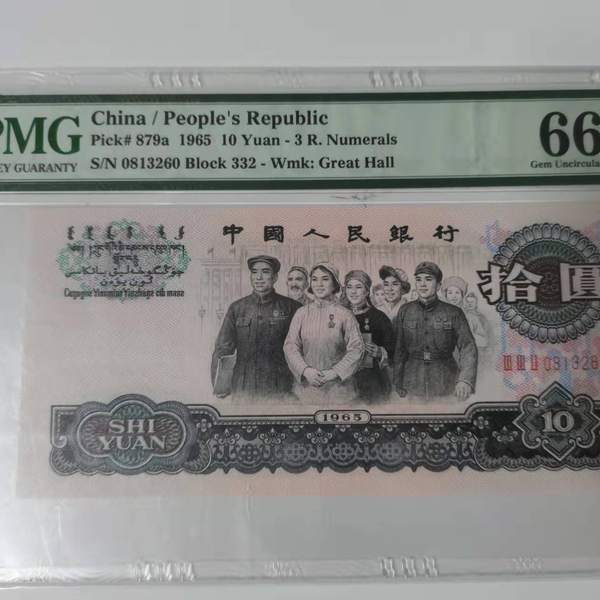 PMG
China / People's Republic
Pick# 879a 1965 10 Yuan - 3 R. Numerals
EY GUARANTY
S/N 0813260 Block 332 - Wmk: Great Hall
66
Gem Uncircula
中國人民銀行
拾圓
1965
SHI
YUAN
10